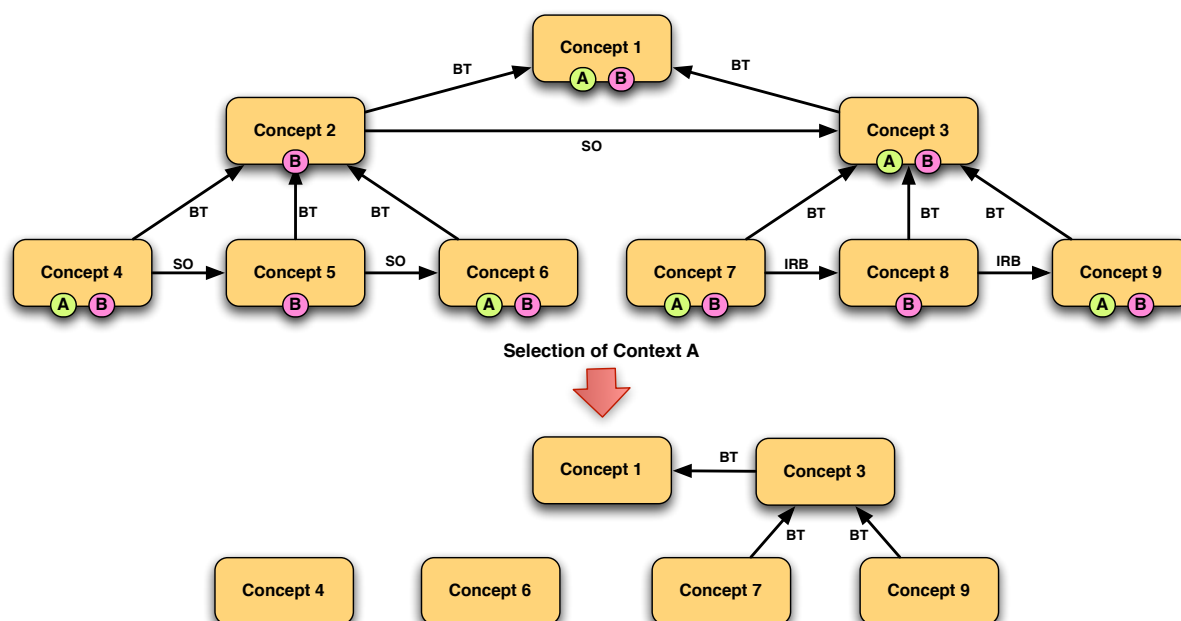 Concept 1
BT
BT
A B
Concept 2
Concept 3
SO
B
A B
BT
BT
BT
BT
BT
BT
Concept 4
SO
Concept 5
SO
Concept 6
Concept 7
IRB
Concept 8
IRB
Concept 9
A B
B
A B
A B
B
A B
Selection of Context A
Concept 1
BT
Concept 3
BT
BT
Concept 4
Concept 6
Concept 7
Concept 9